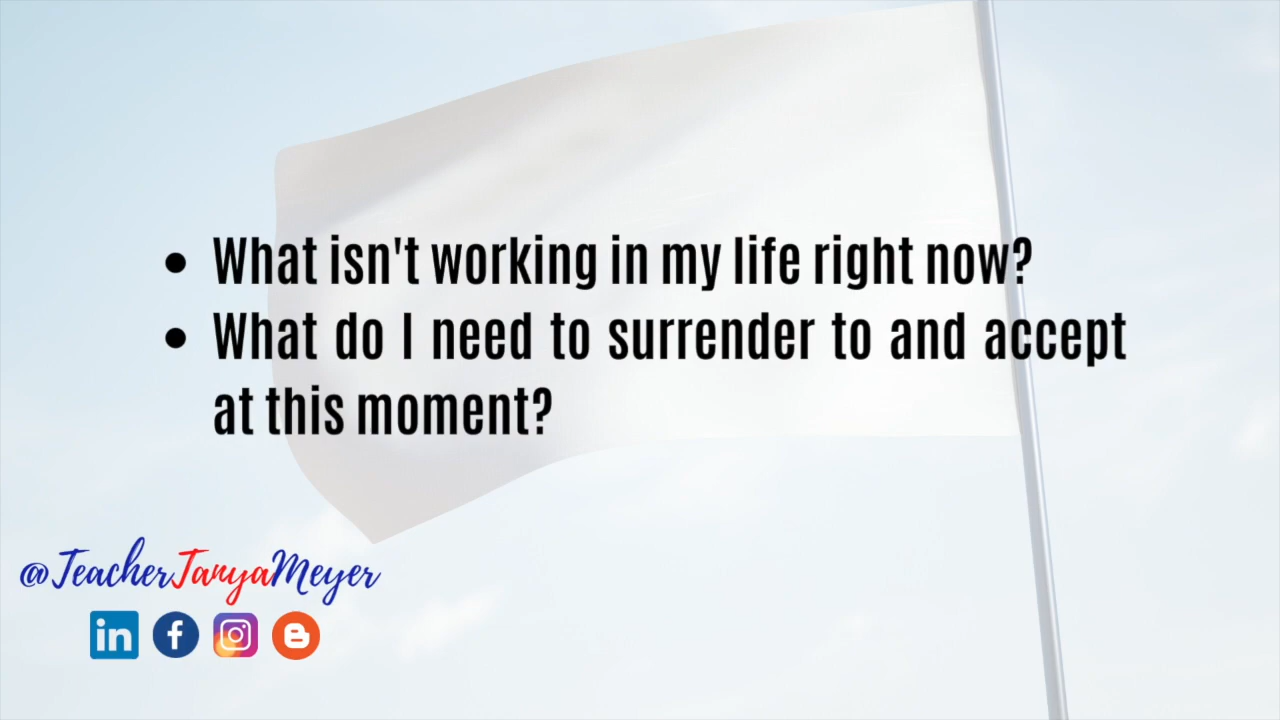 • What isn't working in my life right now?
• What do I need to surrender to and accept
at this moment?
@TeacherTanyaMeyer
in f B